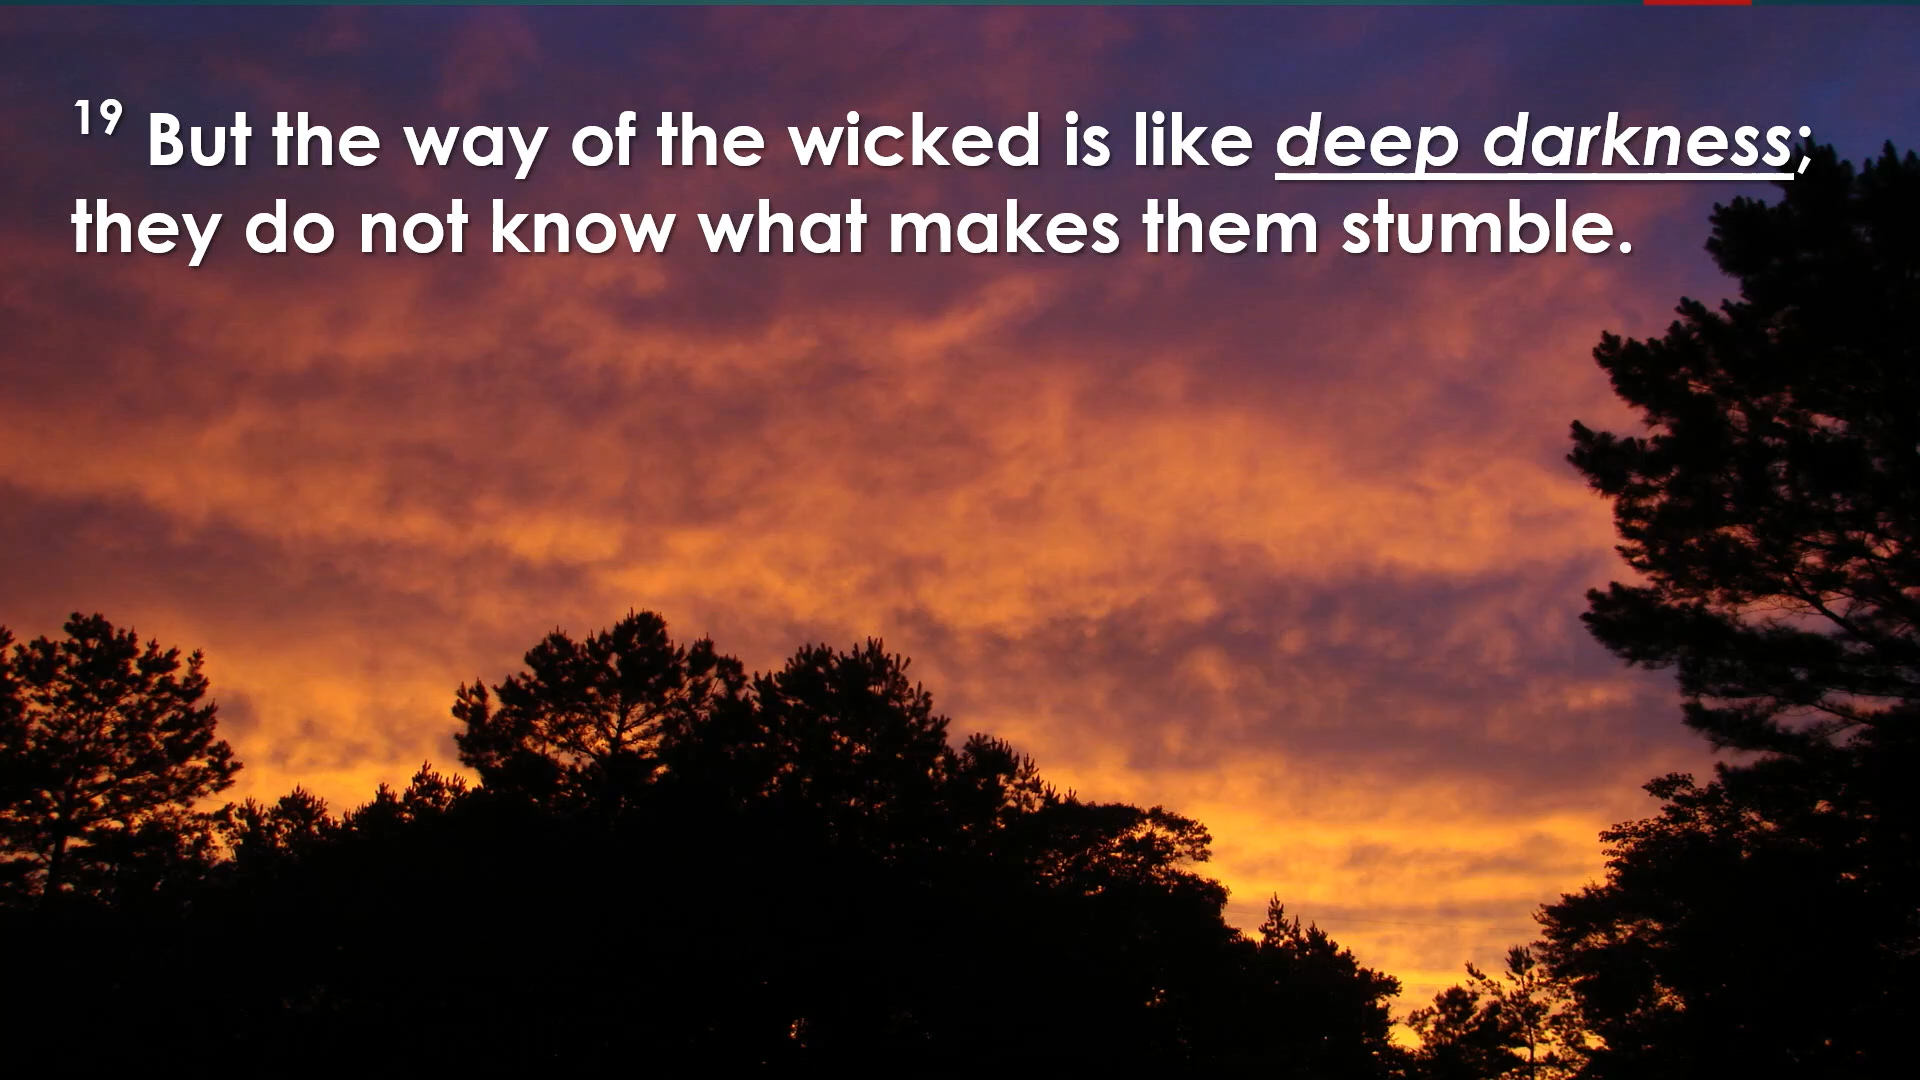 19 But the way of the wicked is like deep darkness;
they do not know what makes them stumble.